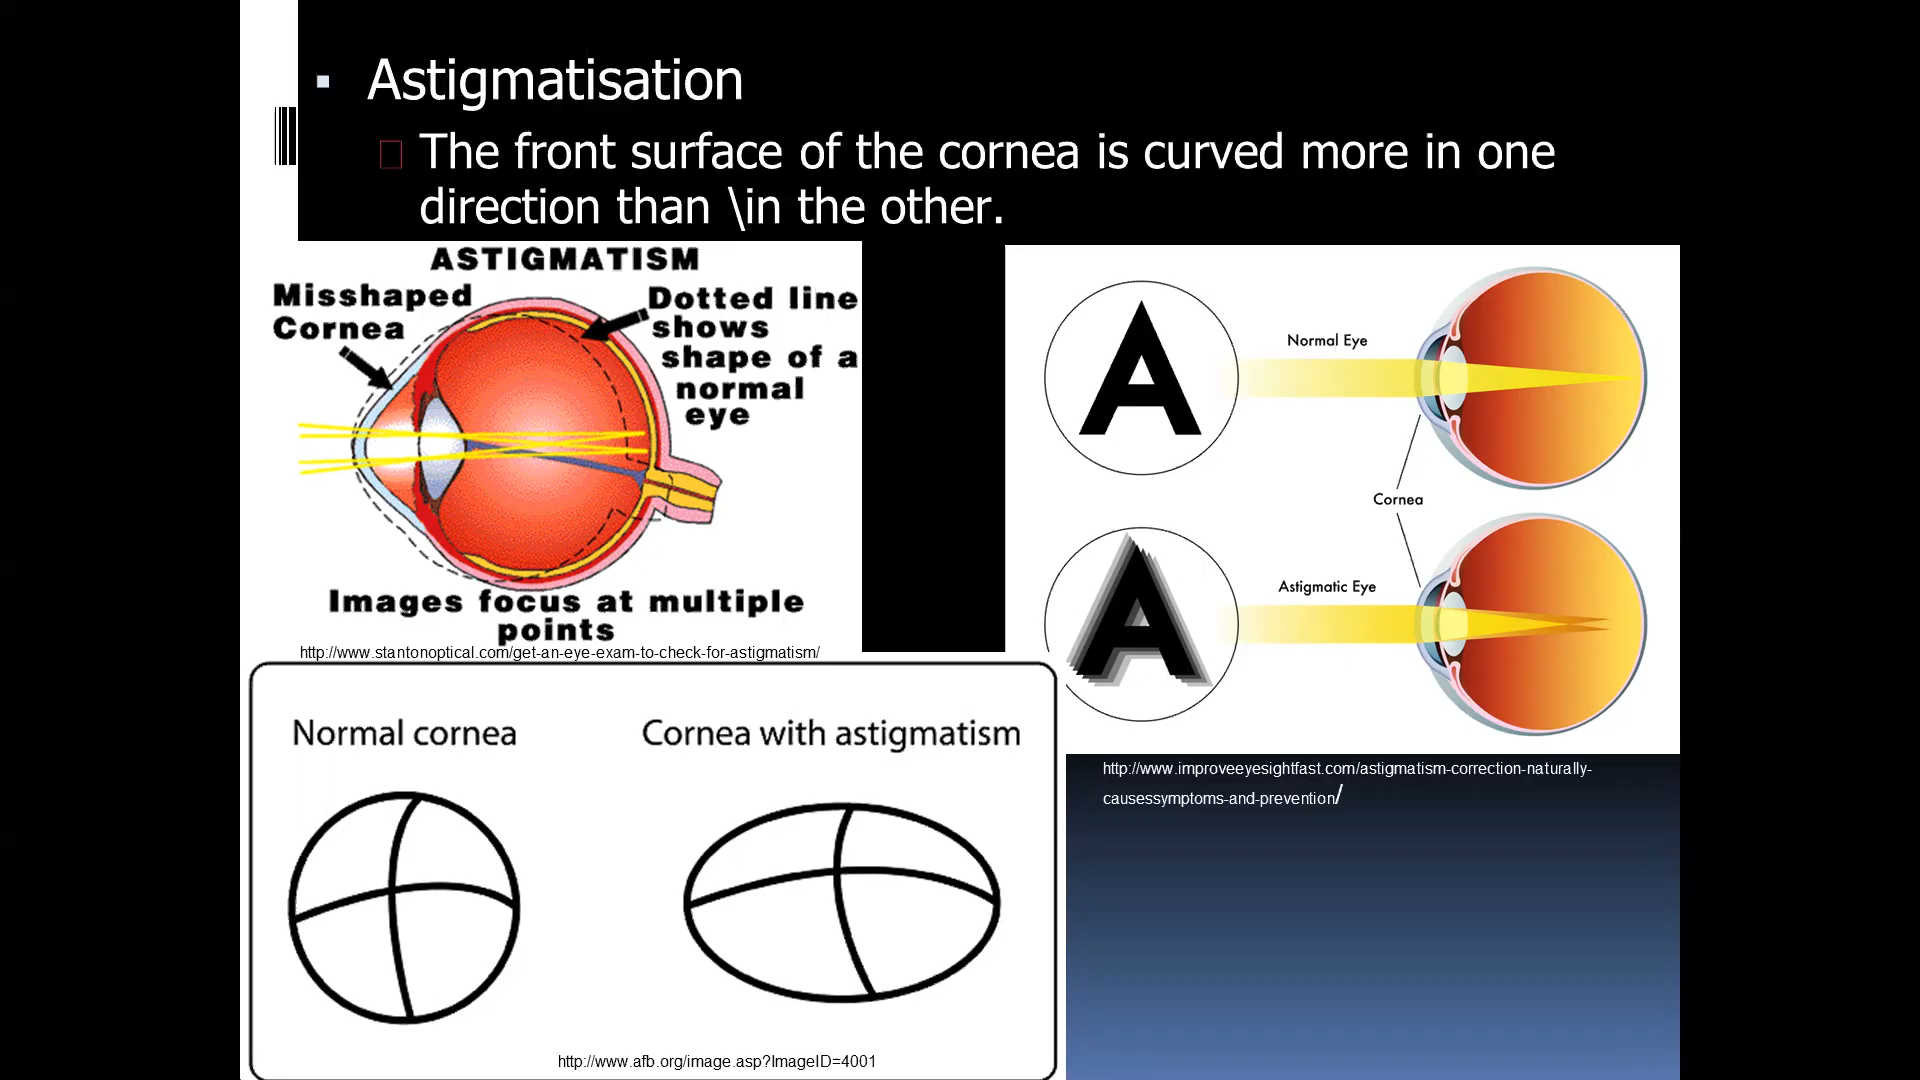 Astigmatisation
The front surface of the cornea is curved more in one
direction than \in the other.
ASTIGMATISM
Misshaped
Cornea
Dotted line
shows
shape of a
normal
eye
Images focus at multiple
points
http://www.stantonoptical.com/get-an-eye-exam-to-check-for-astigmatism/
A
Normal Eye
Cornea
A
Astigmatic Eye
http://www.improveeyesightfast.com/astigmatism-correction-naturally-
causessymptoms-and-prevention/
Normal cornea
Cornea with astigmatism
http://www.afb.org/image.asp?ImageID=4001